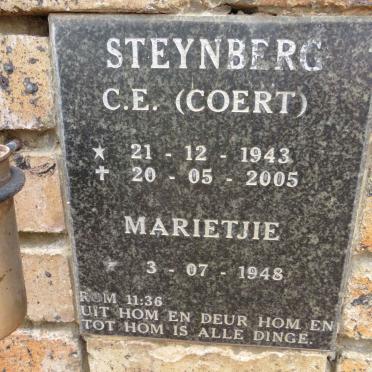 STEYNBERG
C.E. (COERT)
★ 21 - 12 - 1943
✝ 20 - 05 - 2005
MARIETJIE
★ 3 - 07 - 1948
ROM 11:36
UIT HOM EN DEUR HOM EN
TOT HOM IS ALLE DINGE.